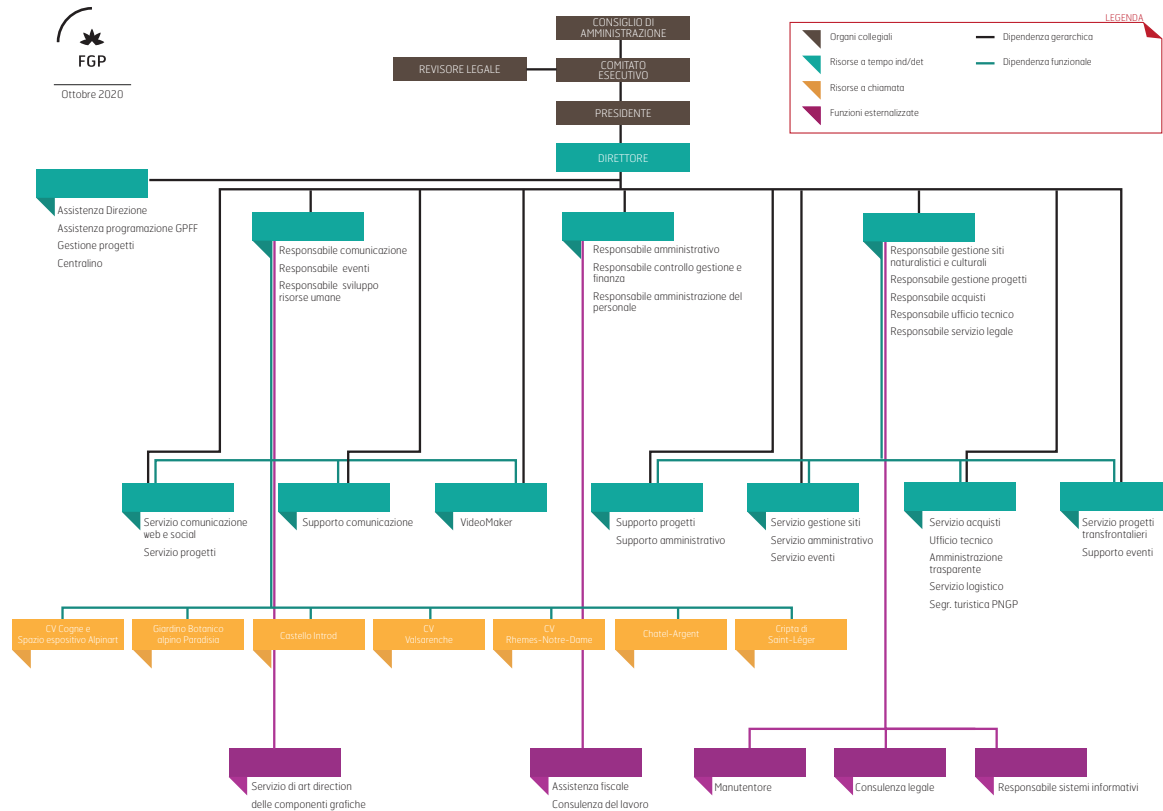 FGP
Ottobre 2020
CONSIGLIO DI
AMMINISTRAZIONE
REVISORE LEGALE
COMITATO
ESECUTIVO
PRESIDENTE
DIRETTORE
LEGENDA
Organi collegiali
Risorse a tempo ind/det
Risorse a chiamata
Funzioni esternalizzate
Dipendenza gerarchica
Dipendenza funzionale
Assistenza Direzione
Assistenza programazione GPFF
Gestione progetti
Centralino
Responsabile comunicazione
Responsabile eventi
Responsabile sviluppo
risorse umane
Responsabile amministrativo
Responsabile controllo gestione e
finanza
Responsabile amministrazione del
personale
Responsabile gestione siti
naturalistici e culturali
Responsabile gestione progetti
Responsabile acquisti
Responsabile ufficio tecnico
Responsabile servizio legale
Servizio comunicazione
web e social
Servizio progetti
Supporto comunicazione
VideoMaker
Supporto progetti
Supporto amministrativo
Servizio gestione siti
Servizio amministrativo
Servizio eventi
Servizio acquisti
Ufficio tecnico
Amministrazione
trasparente
Servizio logistico
Segr. turistica PNGP
Servizio progetti
transfrontalieri
Supporto eventi
CV Cogne e
Spazio espositivo Alpinart
Giardino Botanico
alpino Paradisia
Castello Introd
CV
Valsarenche
CV
Rhemes-Notre-Dame
Chatel-Argent
Cripta di
Saint-Léger
Servizio di art direction
delle componenti grafiche
Assistenza fiscale
Consulenza del lavoro
Manutentore
Consulenza legale
Responsabile sistemi informativi